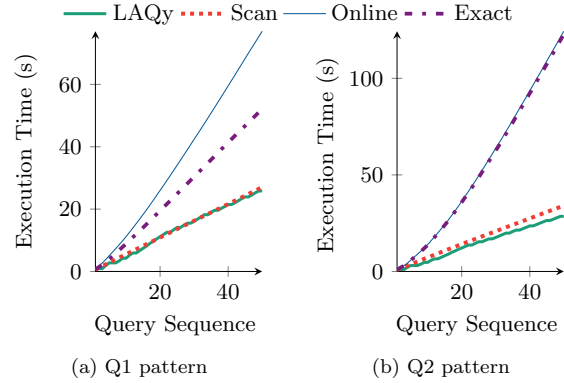 LAQy Scan Online Exact
Execution Time (s)
60
40
20
0
20 40
Query Sequence
(a) Q1 pattern
Execution Time (s)
100
50
0
20 40
Query Sequence
(b) Q2 pattern